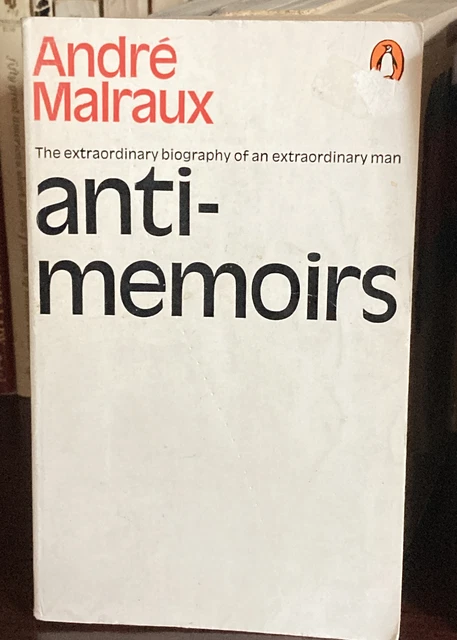 André
Malraux
The extraordinary biography of an extraordinary man
anti-
memoirs